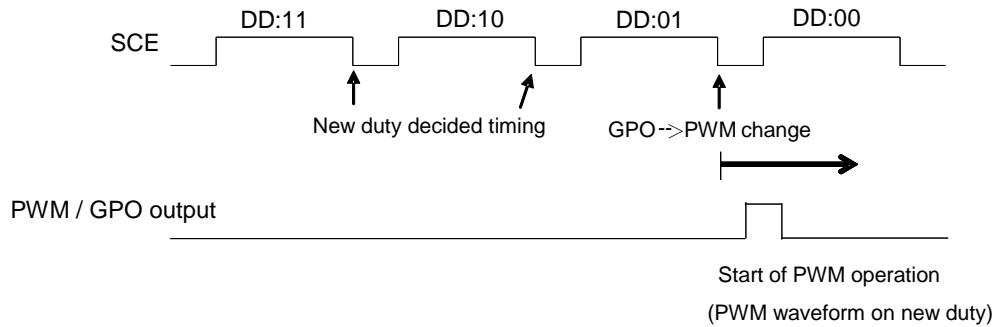 DD:11 DD:10 DD:01 DD:00
SCE
New duty decided timing
GPO-->PWM change
PWM / GPO output
Start of PWM operation
(PWM waveform on new duty)